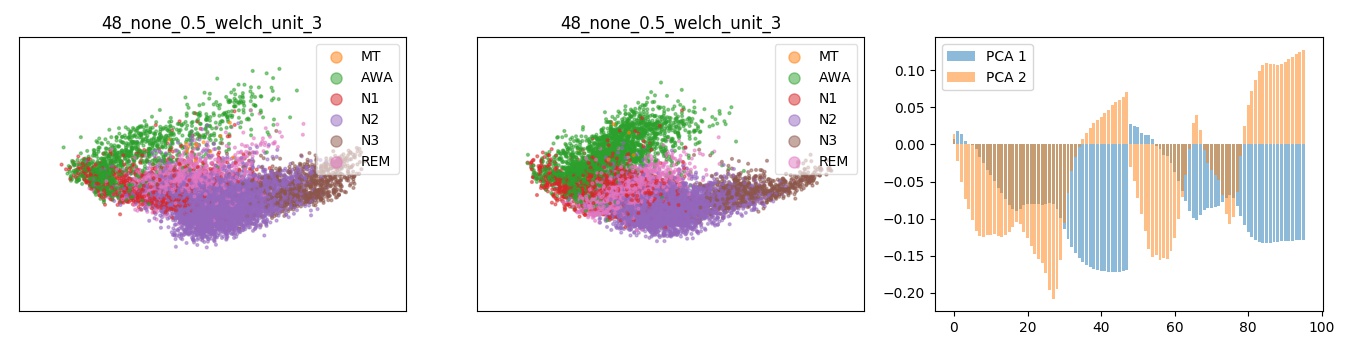 48_none_0.5_welch_unit_3
MT
AWA
N1
N2
N3
REM
48_none_0.5_welch_unit_3
MT
AWA
N1
N2
N3
REM
PCA 1
PCA 2
0.10
0.05
0.00
−0.05
−0.10
−0.15
−0.20
0 20 40 60 80 100